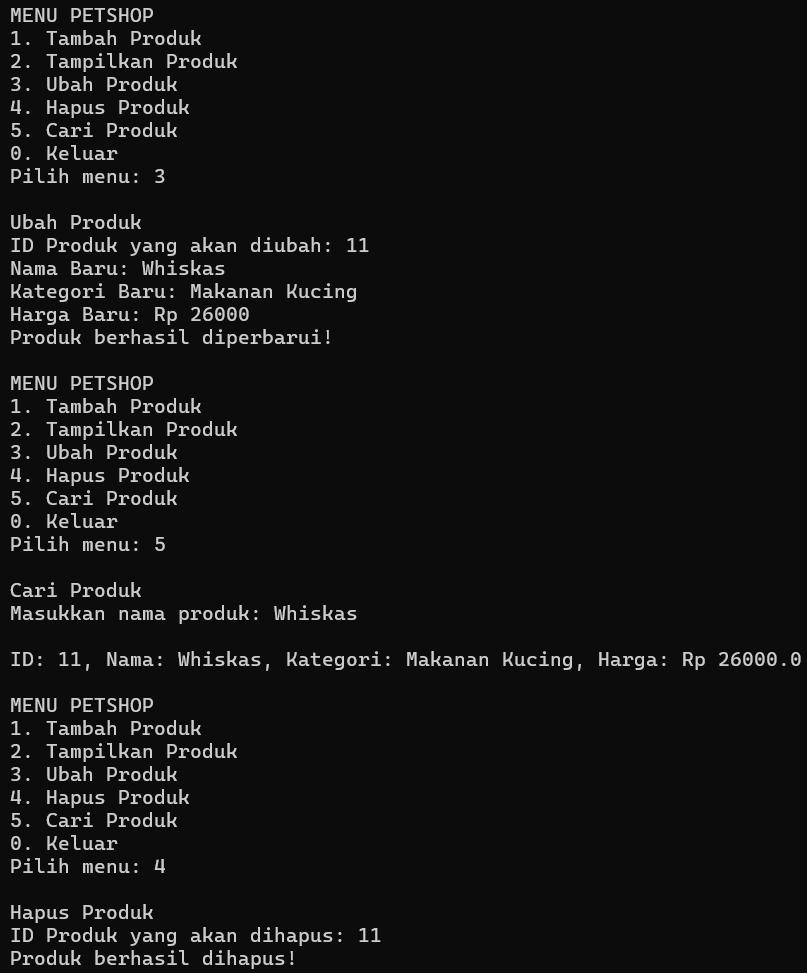 MENU PETSHOP
1. Tambah Produk
2. Tampilkan Produk
3. Ubah Produk
4. Hapus Produk
5. Cari Produk
0. Keluar
Pilih menu: 3

Ubah Produk
ID Produk yang akan diubah: 11
Nama Baru: Whiskas
Kategori Baru: Makanan Kucing
Harga Baru: Rp 26000
Produk berhasil diperbarui!

MENU PETSHOP
1. Tambah Produk
2. Tampilkan Produk
3. Ubah Produk
4. Hapus Produk
5. Cari Produk
0. Keluar
Pilih menu: 5

Cari Produk
Masukkan nama produk: Whiskas

ID: 11, Nama: Whiskas, Kategori: Makanan Kucing, Harga: Rp 26000.0

MENU PETSHOP
1. Tambah Produk
2. Tampilkan Produk
3. Ubah Produk
4. Hapus Produk
5. Cari Produk
0. Keluar
Pilih menu: 4

Hapus Produk
ID Produk yang akan dihapus: 11
Produk berhasil dihapus!